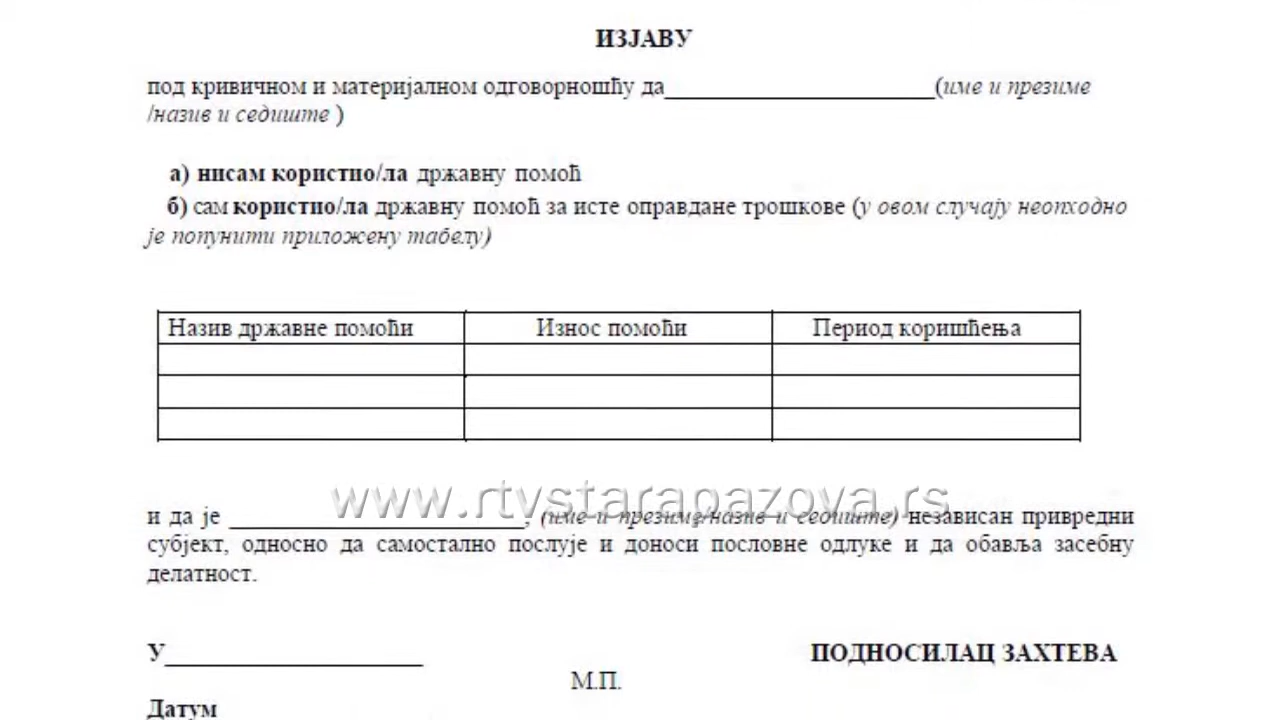 ИЗЈАВУ
под кривичном и материјалном одговорношћу да______________________(име и презиме
/назив и седиште )
а) нисам користио/ла државну помоћ
б) сам користио/ла државну помоћ за исте оправдане трошкове (у овом случају неопходно
је попунити приложену табелу)
Назив државне помоћи Износ помоћи Период коришћења
www.rtvstarapazova.rs
и да је ________________________, (име и презиме/назив и седиште) независан привредни
субјект, односно да самостално послује и доноси пословне одлуке и да обавља засебну
делатност.
У_____________________ ПОДНОСИЛАЦ ЗАХТЕВА
М.П.
Датум